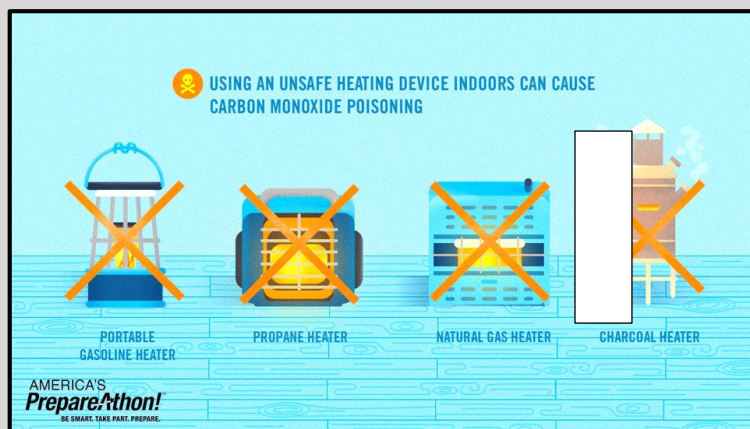 USING AN UNSAFE HEATING DEVICE INDOORS CAN CAUSE
CARBON MONOXIDE POISONING
PORTABLE
GASOLINE HEATER
PROPANE HEATER
NATURAL GAS HEATER
CHARCOAL HEATER
AMERICA'S
PrepareAthon!
BE SMART. TAKE PART. PREPARE.